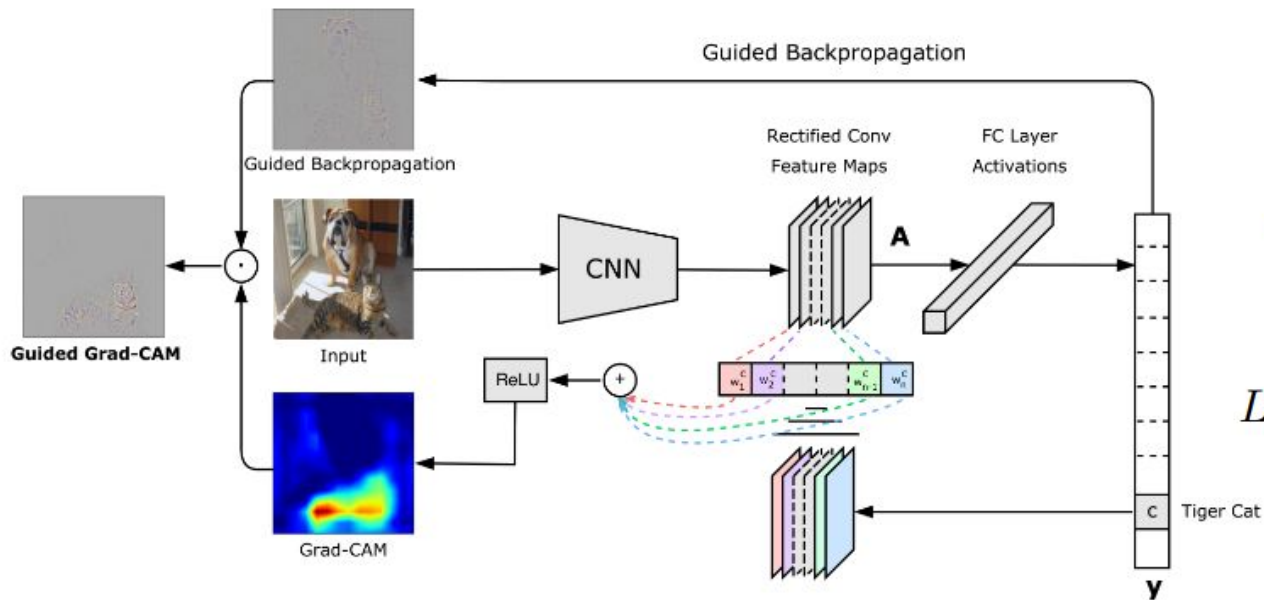 Guided Backpropagation
Guided Backpropagation
Rectified Conv
Feature Maps
FC Layer
Activations
A
CNN
Guided Grad-CAM
Input
ReLU
+
w₁ᶜ w₂ᶜ wₙ₋₁ᶜ wₙᶜ
L
Grad-CAM
c
Tiger Cat
y